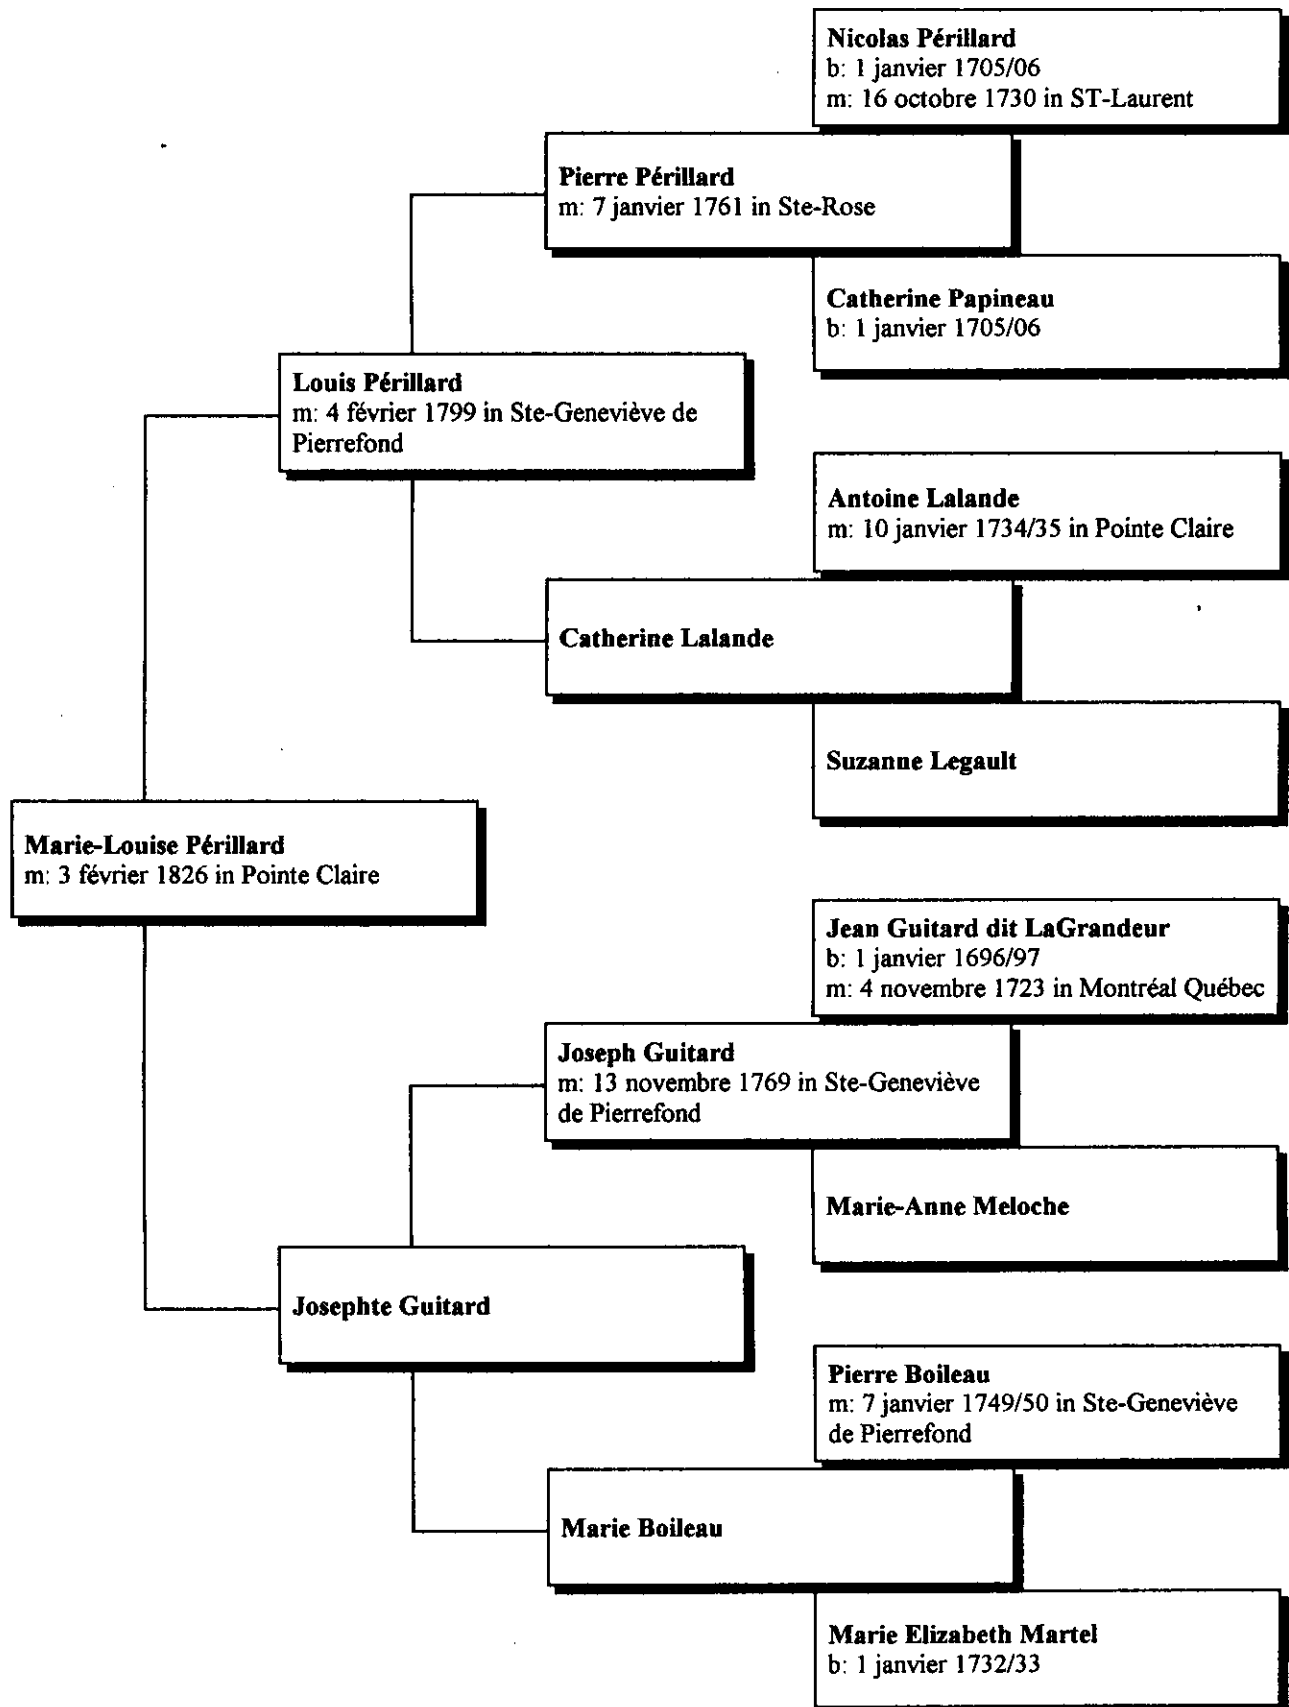 Nicolas Périllard
b: 1 janvier 1705/06
m: 16 octobre 1730 in ST-Laurent
Pierre Périllard
m: 7 janvier 1761 in Ste-Rose
Catherine Papineau
b: 1 janvier 1705/06
Louis Périllard
m: 4 février 1799 in Ste-Geneviève de
Pierrefond
Antoine Lalande
m: 10 janvier 1734/35 in Pointe Claire
Catherine Lalande
Suzanne Legault
Marie-Louise Périllard
m: 3 février 1826 in Pointe Claire
Jean Guitard dit LaGrandeur
b: 1 janvier 1696/97
m: 4 novembre 1723 in Montréal Québec
Joseph Guitard
m: 13 novembre 1769 in Ste-Geneviève
de Pierrefond
Marie-Anne Meloche
Josephte Guitard
Pierre Boileau
m: 7 janvier 1749/50 in Ste-Geneviève
de Pierrefond
Marie Boileau
Marie Elizabeth Martel
b: 1 janvier 1732/33